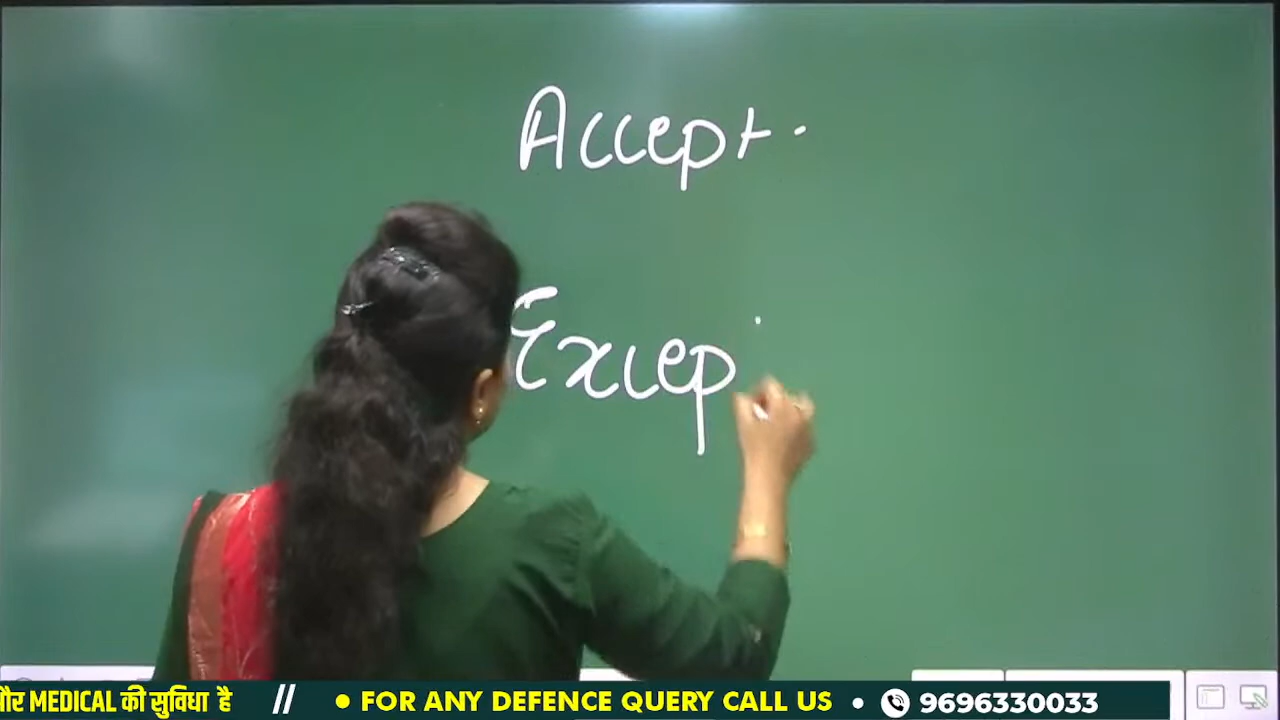 Accept.
Excep
और MEDICAL की सुविधा है // • FOR ANY DEFENCE QUERY CALL US • 9696330033